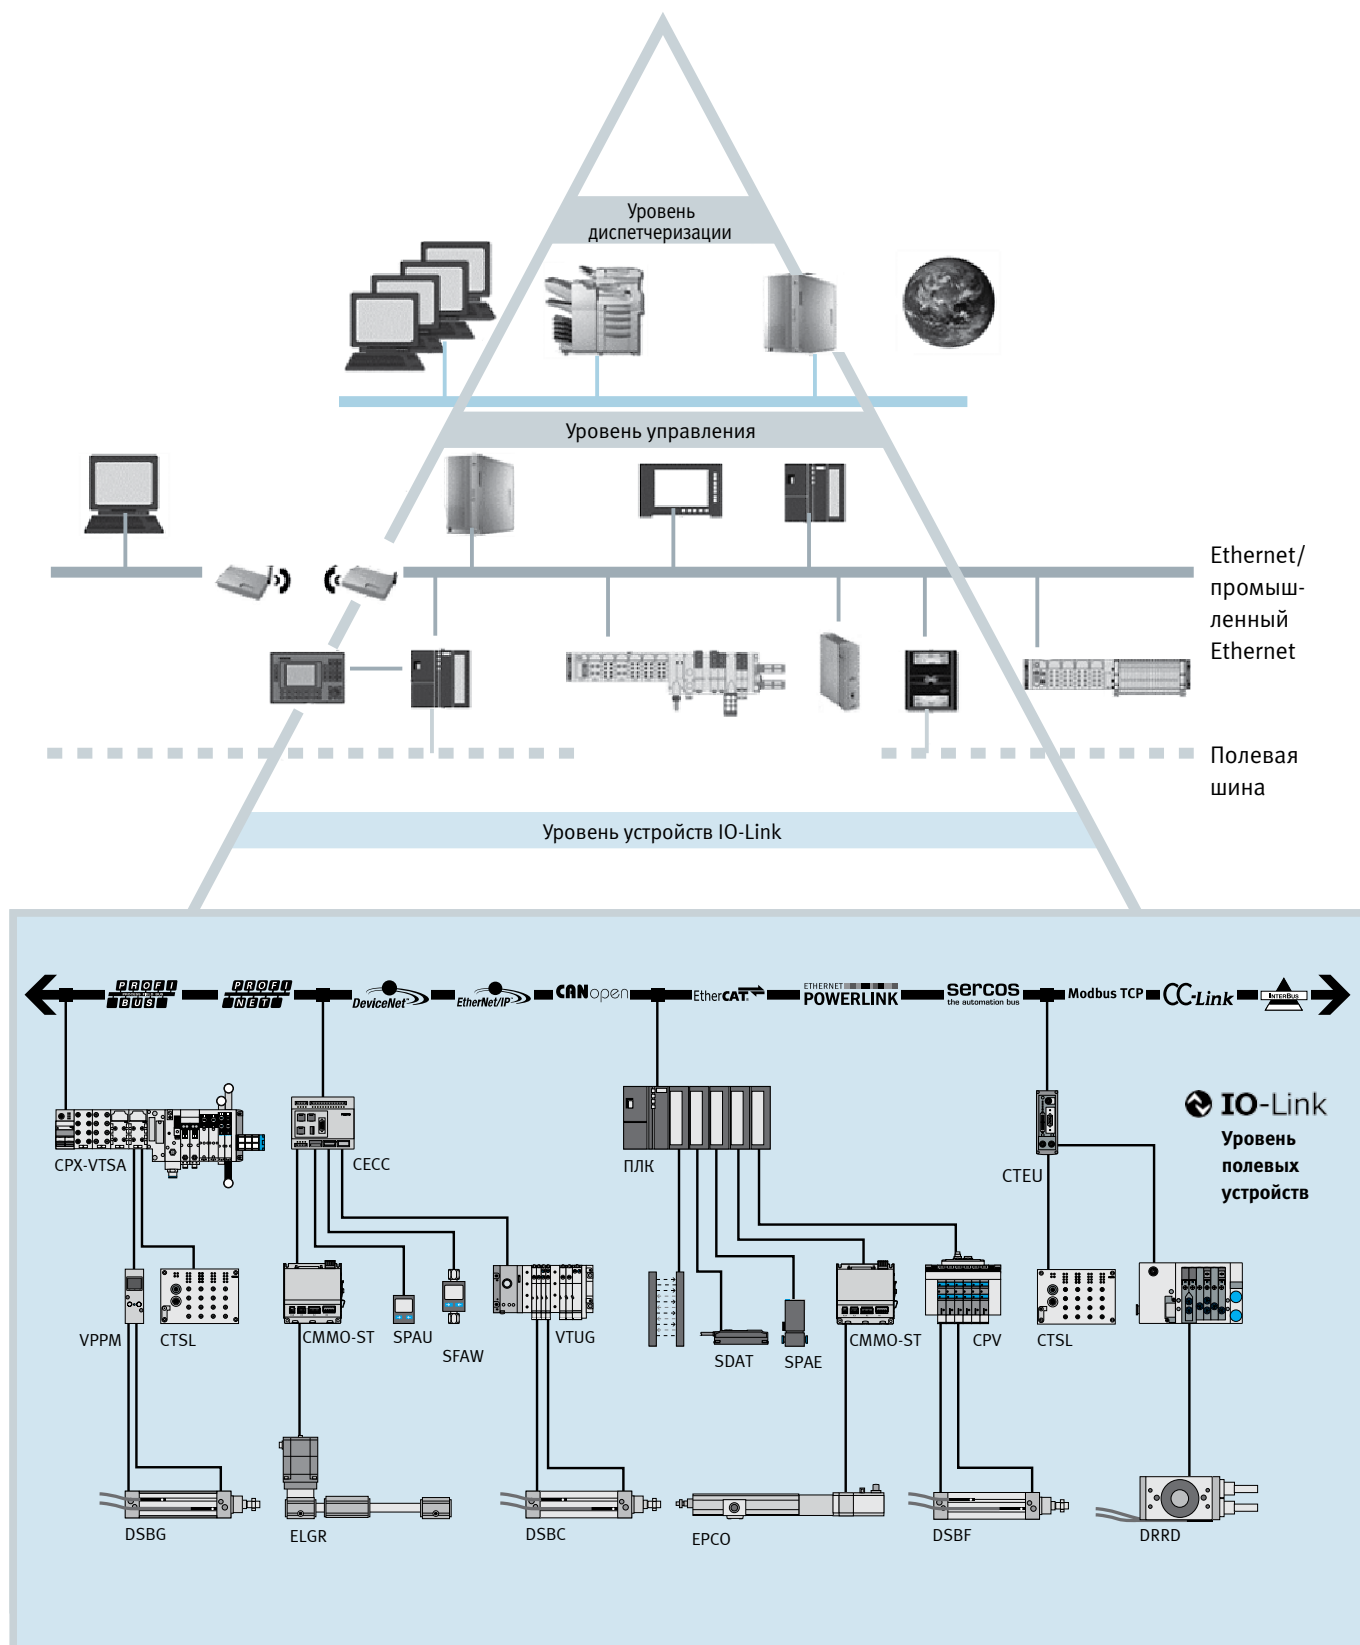 Уровень
диспетчеризации
Уровень управления
Ethernet/
промыш-
ленный
Ethernet
Полевая
шина
Уровень устройств IO-Link
PROFI
BUS
PROFI
NET
DeviceNet
EtherNet/IP
CANopen
EtherCAT
ETHERNET
POWERLINK
sercos
the automation bus
Modbus TCP
CC-Link
INTERBUS
IO-Link
Уровень
полевых
устройств
CPX-VTSA
CECC
ПЛК
CTEU
VPPM
CTSL
CMMO-ST
SPAU
SFAW
VTUG
SDAT
SPAE
CMMO-ST
CPV
CTSL
DSBG
ELGR
DSBC
EPCO
DSBF
DRRD